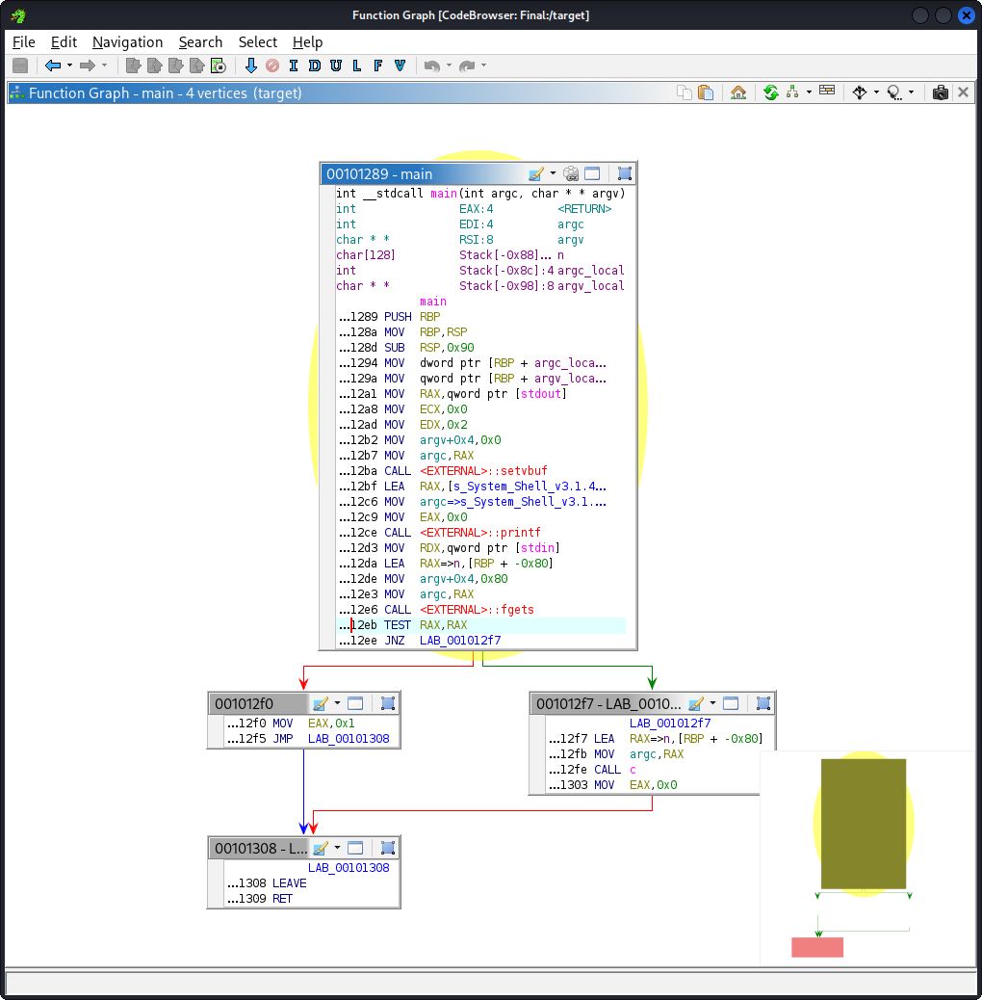 Function Graph [CodeBrowser: Final:/target]
File Edit Navigation Search Select Help
I D U L F V
Function Graph - main - 4 vertices (target)
00101289 - main
int __stdcall main(int argc, char * * argv)
int EAX:4 <RETURN>
int EDI:4 argc
char * * RSI:8 argv
char[128] Stack[-0x88]... n
int Stack[-0x8c]:4 argc_local
char * * Stack[-0x98]:8 argv_local
main
...1289 PUSH RBP
...128a MOV RBP,RSP
...128d SUB RSP,0x90
...1294 MOV dword ptr [RBP + argc_loca...
...129a MOV qword ptr [RBP + argv_loca...
...12a1 MOV RAX,qword ptr [stdout]
...12a8 MOV ECX,0x0
...12ad MOV EDX,0x2
...12b2 MOV argv+0x4,0x0
...12b7 MOV argc,RAX
...12ba CALL <EXTERNAL>::setvbuf
...12bf LEA RAX,[s_System_Shell_v3.1.4...
...12c6 MOV argc=>s_System_Shell_v3.1....
...12c9 MOV EAX,0x0
...12ce CALL <EXTERNAL>::printf
...12d3 MOV RDX,qword ptr [stdin]
...12da LEA RAX=>n,[RBP + -0x80]
...12de MOV argv+0x4,0x80
...12e3 MOV argc,RAX
...12e6 CALL <EXTERNAL>::fgets
...12eb TEST RAX,RAX
...12ee JNZ LAB_001012f7
001012f0
...12f0 MOV EAX,0x1
...12f5 JMP LAB_00101308
001012f7 - LAB_0010...
LAB_001012f7
...12f7 LEA RAX=>n,[RBP + -0x80]
...12fb MOV argc,RAX
...12fe CALL c
...1303 MOV EAX,0x0
00101308 - L...
LAB_00101308
...1308 LEAVE
...1309 RET